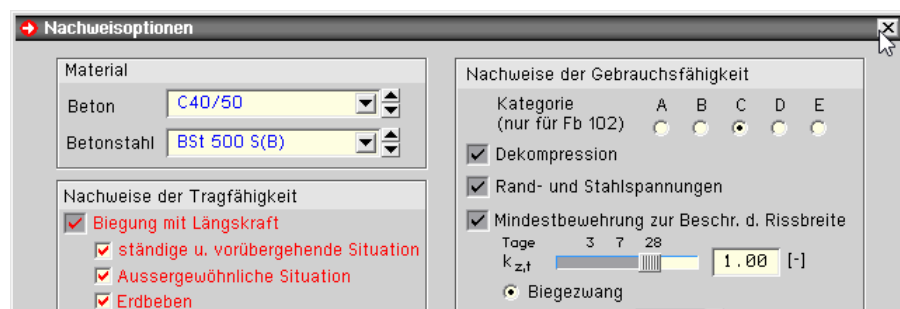 Nachweisoptionen
Material
Beton C40/50
Betonstahl BSt 500 S(B)
Nachweise der Tragfähigkeit
Biegung mit Längskraft
ständige u. vorübergehende Situation
Aussergewöhnliche Situation
Erdbeben
Nachweise der Gebrauchsfähigkeit
Kategorie A B C D E
(nur für Fb 102)
Dekompression
Rand- und Stahlspannungen
Mindestbewehrung zur Beschr. d. Rissbreite
Tage 3 7 28
k z,t 1.00 [-]
Biegezwang